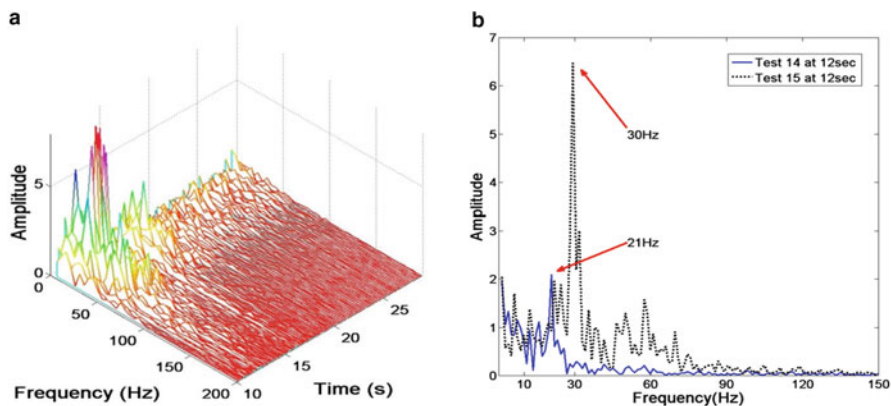 a
Amplitude
5
0
0
50
100
150
200
Frequency (Hz)
10
15
20
25
Time (s)
b
7
6
5
4
3
2
1
0
Amplitude
Test 14 at 12sec
Test 15 at 12sec
30Hz
21Hz
10
30
60
90
120
150
Frequency(Hz)